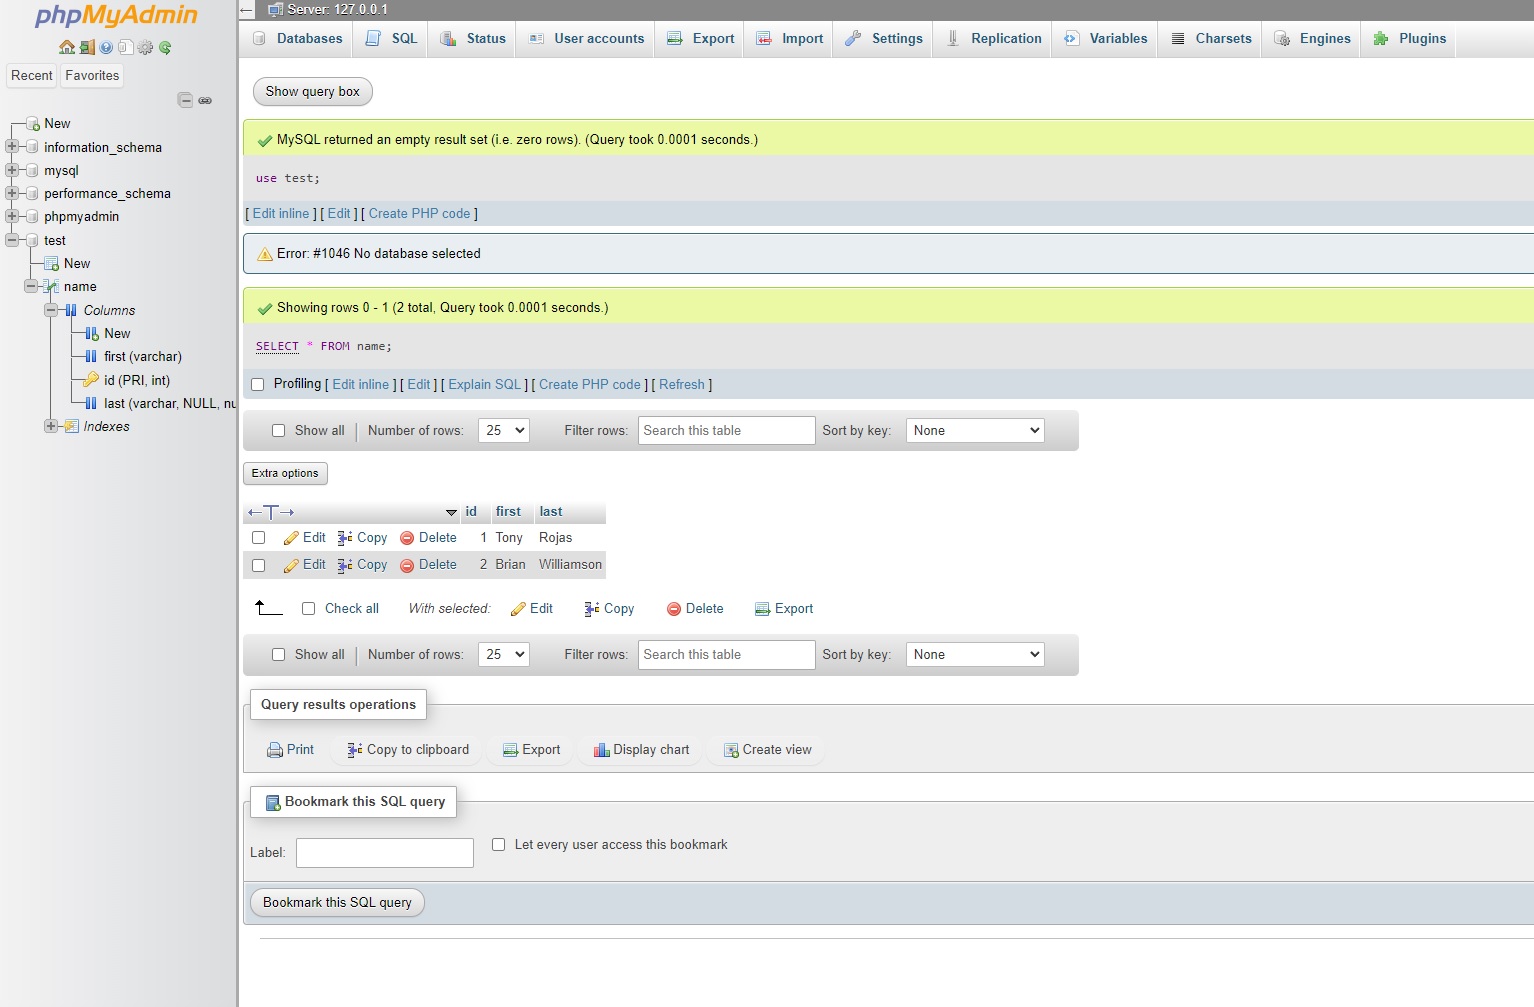 phpMyAdmin
Recent Favorites
New
information_schema
mysql
performance_schema
phpmyadmin
test
New
name
Columns
New
first (varchar)
id (PRI, int)
last (varchar, NULL, nu
Indexes
Server: 127.0.0.1
Databases SQL Status User accounts Export Import Settings Replication Variables Charsets Engines Plugins
Show query box
MySQL returned an empty result set (i.e. zero rows). (Query took 0.0001 seconds.)
use test;
[ Edit inline ] [ Edit ] [ Create PHP code ]
Error: #1046 No database selected
Showing rows 0 - 1 (2 total, Query took 0.0001 seconds.)
SELECT * FROM name;
Profiling [ Edit inline ] [ Edit ] [ Explain SQL ] [ Create PHP code ] [ Refresh ]
Show all | Number of rows: 25 Filter rows: Search this table Sort by key: None
Extra options
←T→ id first last
Edit Copy Delete 1 Tony Rojas
Edit Copy Delete 2 Brian Williamson
Check all With selected: Edit Copy Delete Export
Show all | Number of rows: 25 Filter rows: Search this table Sort by key: None
Query results operations
Print Copy to clipboard Export Display chart Create view
Bookmark this SQL query
Label: Let every user access this bookmark
Bookmark this SQL query